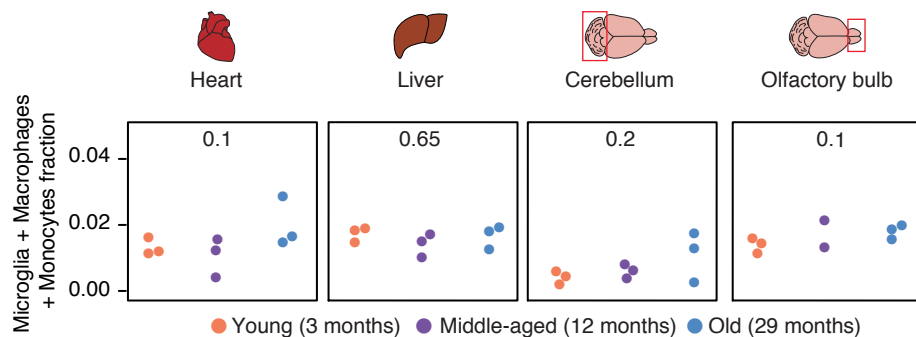 Heart
Liver
Cerebellum
Olfactory bulb
Microglia + Macrophages
+ Monocytes fraction
0.04
0.02
0.00
0.1
0.65
0.2
0.1
Young (3 months)
Middle-aged (12 months)
Old (29 months)